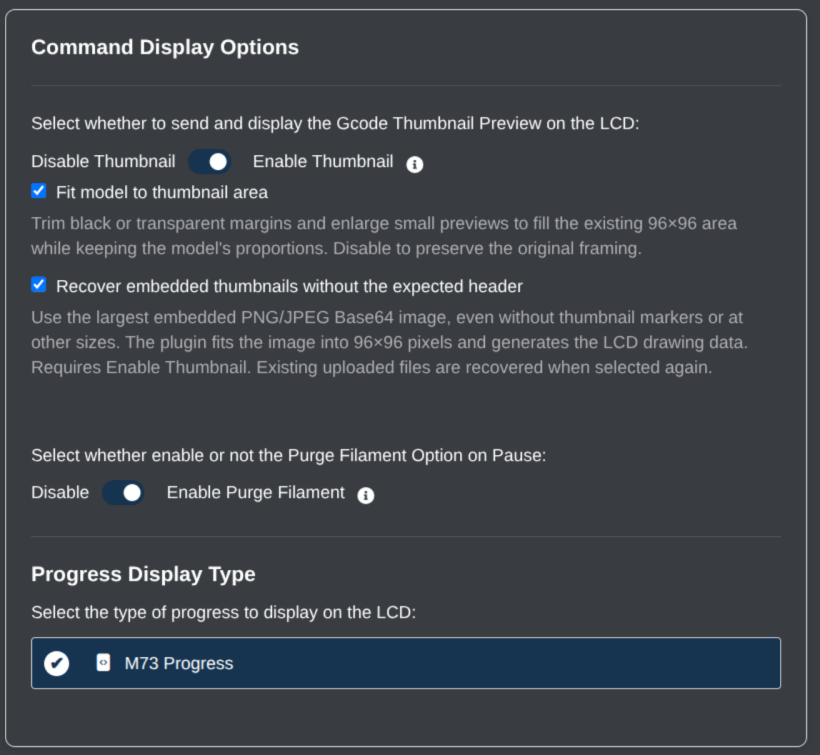 Command Display Options
Select whether to send and display the Gcode Thumbnail Preview on the LCD:
Disable Thumbnail Enable Thumbnail
Fit model to thumbnail area
Trim black or transparent margins and enlarge small previews to fill the existing 96×96 area
while keeping the model's proportions. Disable to preserve the original framing.
Recover embedded thumbnails without the expected header
Use the largest embedded PNG/JPEG Base64 image, even without thumbnail markers or at
other sizes. The plugin fits the image into 96×96 pixels and generates the LCD drawing data.
Requires Enable Thumbnail. Existing uploaded files are recovered when selected again.
Select whether enable or not the Purge Filament Option on Pause:
Disable Enable Purge Filament
Progress Display Type
Select the type of progress to display on the LCD:
M73 Progress